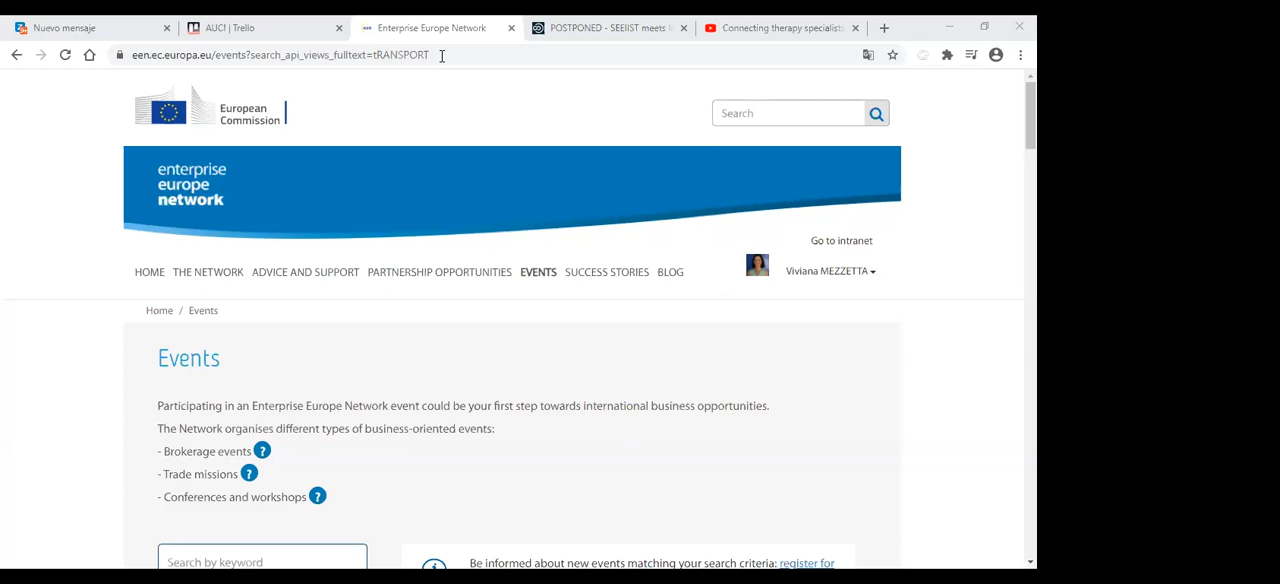 Nuevo mensaje
AUC! | Trello
Enterprise Europe Network
POSTPONED - SEEIIST meets
Connecting therapy specialists
een.ec.europa.eu/events?search_api_views_fulltext=tRANSPORT
European
Commission
Search
enterprise
europe
network
Go to intranet
HOME THE NETWORK ADVICE AND SUPPORT PARTNERSHIP OPPORTUNITIES EVENTS SUCCESS STORIES BLOG
Viviana MEZZETTA
Home / Events
Events
Participating in an Enterprise Europe Network event could be your first step towards international business opportunities.
The Network organises different types of business-oriented events:
- Brokerage events ?
- Trade missions ?
- Conferences and workshops ?
Search by keyword
Be informed about new events matching your search criteria: register for